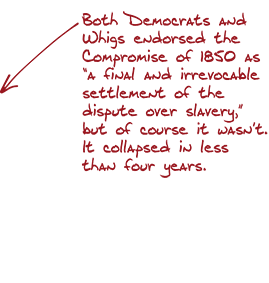 Both Democrats and
Whigs endorsed the
Compromise of 1850 as
"a final and irrevocable
settlement of the
dispute over slavery,"
but of course it wasn't.
It collapsed in less
than four years.